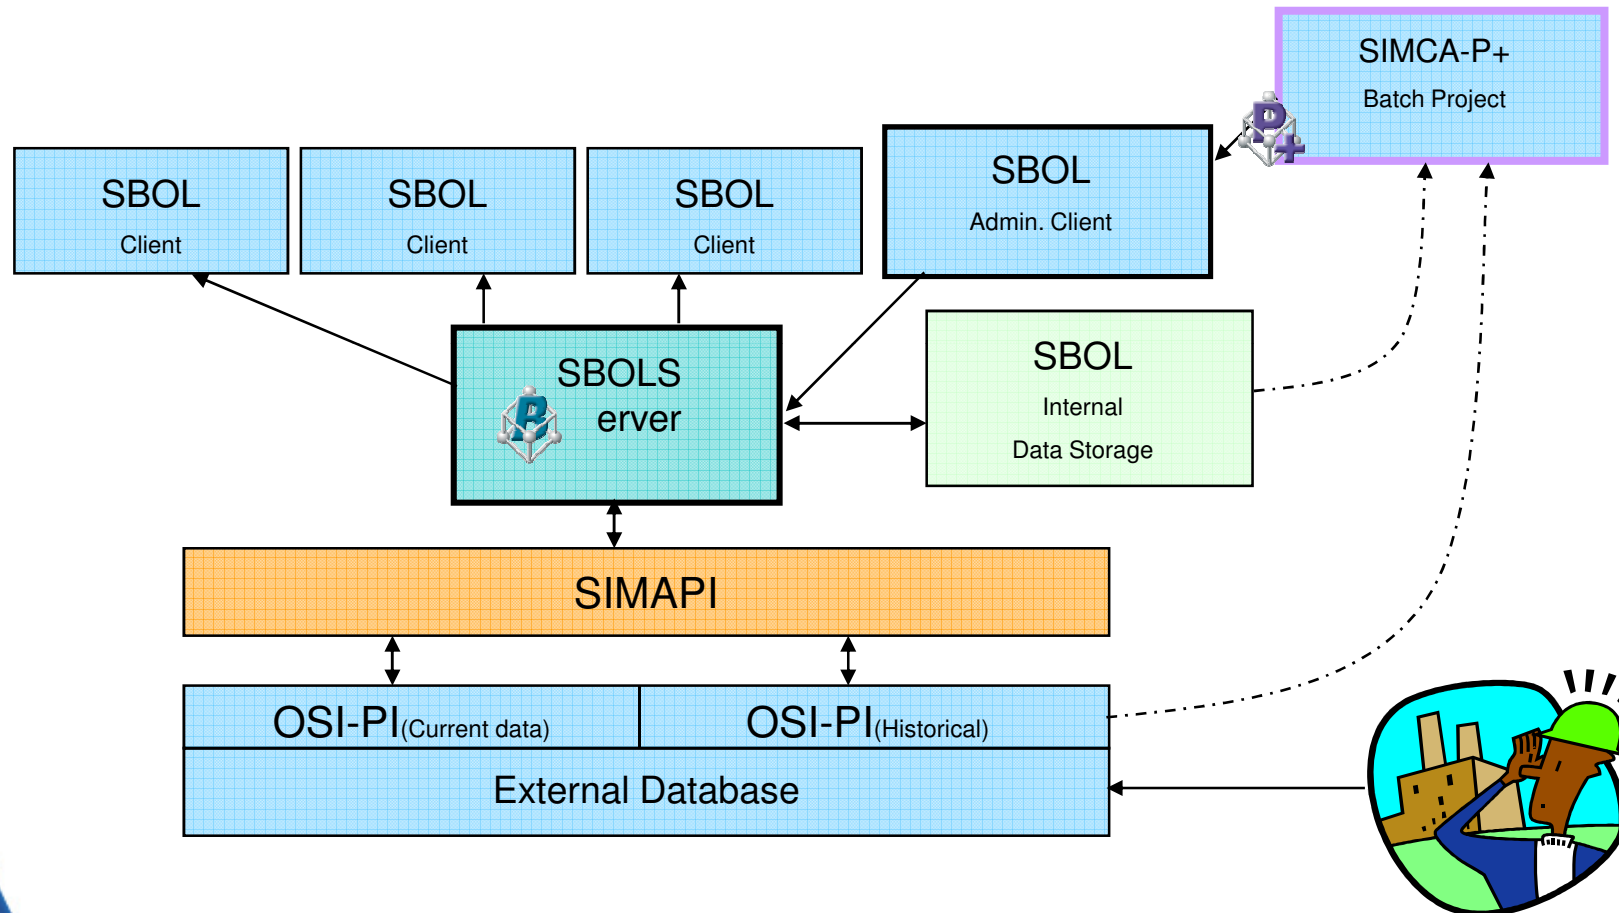 SIMCA-P+
Batch Project
SBOL
Client
SBOL
Client
SBOL
Client
SBOL
Admin. Client
SBOLS
erver
SBOL
Internal
Data Storage
SIMAPI
OSI-PI(Current data)
OSI-PI(Historical)
External Database
P+
B